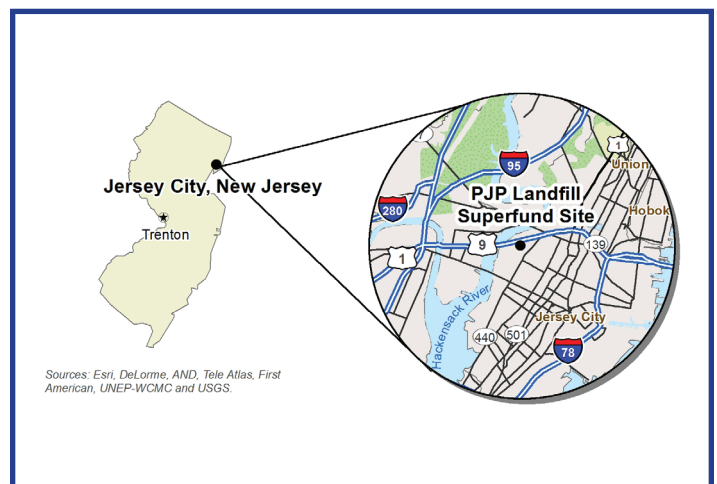 Jersey City, New Jersey
Trenton
Sources: Esri, DeLorme, AND, Tele Atlas, First
American, UNEP-WCMC and USGS.
1
95
Union
PJP Landfill
Superfund Site
280
Hobok
9
139
1
Hackensack River
Jersey City
440
501
78